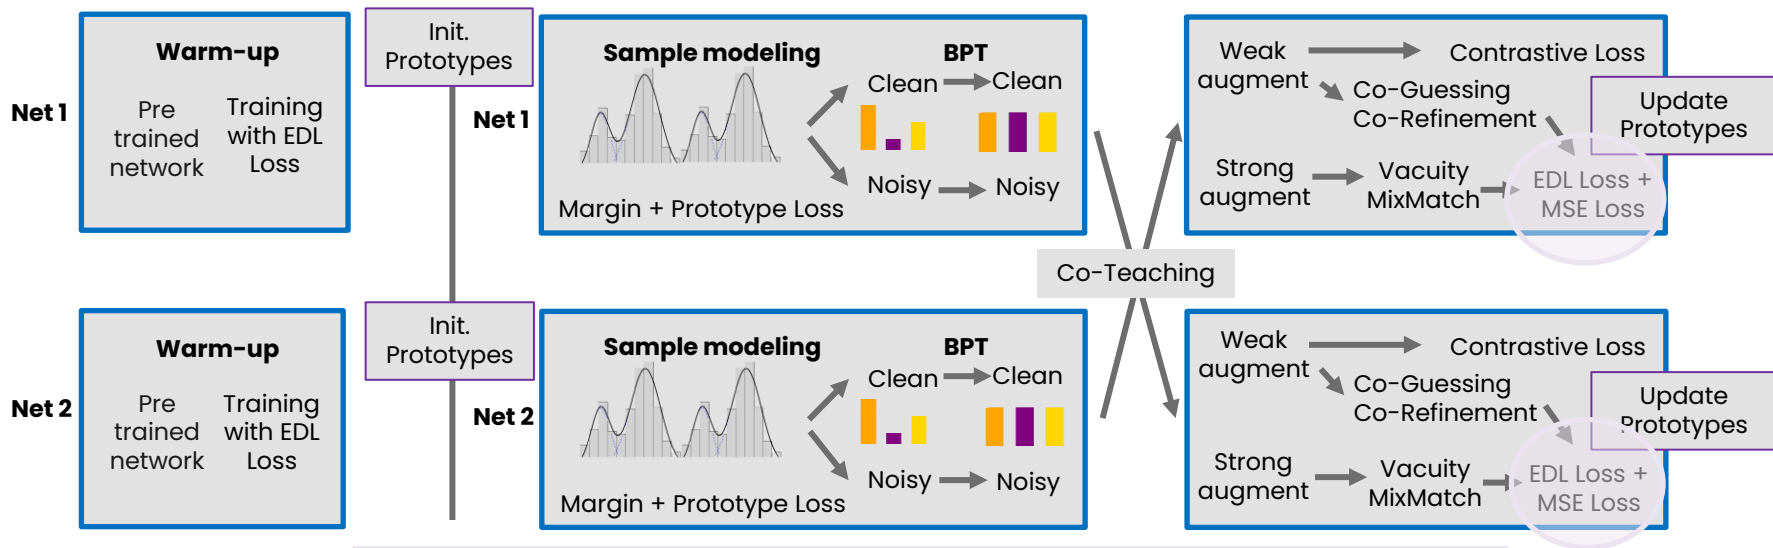 Net 1
Warm-up
Pre
trained
network
Training
with EDL
Loss
Init.
Prototypes
Net 1
Sample modeling
BPT
Clean
Clean
Noisy
Noisy
Margin + Prototype Loss
Weak
augment
Contrastive Loss
Co-Guessing
Co-Refinement
Update
Prototypes
Strong
augment
Vacuity
MixMatch
EDL Loss +
MSE Loss
Co-Teaching
Net 2
Warm-up
Pre
trained
network
Training
with EDL
Loss
Init.
Prototypes
Net 2
Sample modeling
BPT
Clean
Clean
Noisy
Noisy
Margin + Prototype Loss
Weak
augment
Contrastive Loss
Co-Guessing
Co-Refinement
Update
Prototypes
Strong
augment
Vacuity
MixMatch
EDL Loss +
MSE Loss